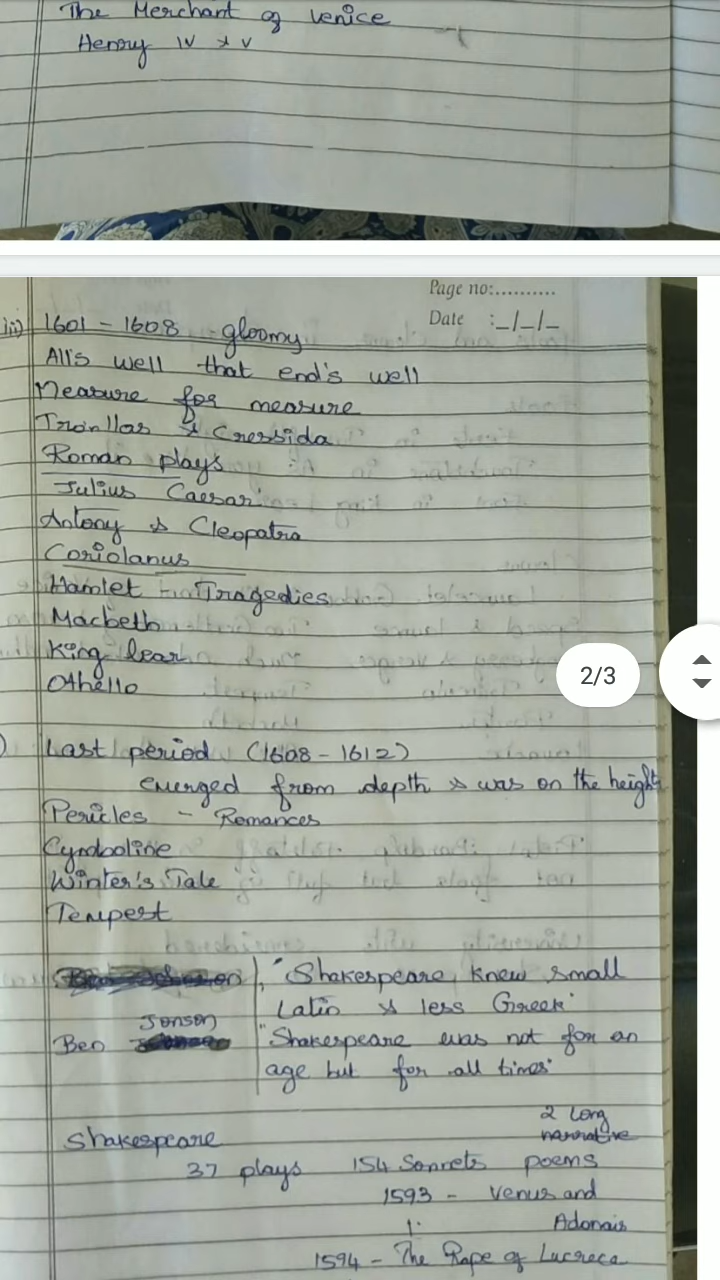 The Merchant of Venice
Henry IV & V
Page no:..........
Date :_/_/_
iii) 1601 - 1608 - gloomy
All's well that end's well
Measure for measure
Troillas & Cressida
Roman plays
Julius Caesar
Antony & Cleopatra
Coriolanus
Hamlet - Tragedies
Macbeth
King lear
Othello
2/3
) Last period (1608 - 1612)
emerged from depth & was on the height
Pericles - Romances
Cymboline
Winter's Tale
Tempest
"Shakespeare knew small
Latin & less Greek"
Ben Jonson
"Shakespeare was not for an
age but for all times"
Shakespeare
37 plays 154 Sonnets 2 long narrative poems
1593 - Venus and
Adonais
1594 - The Rape of Lucreca